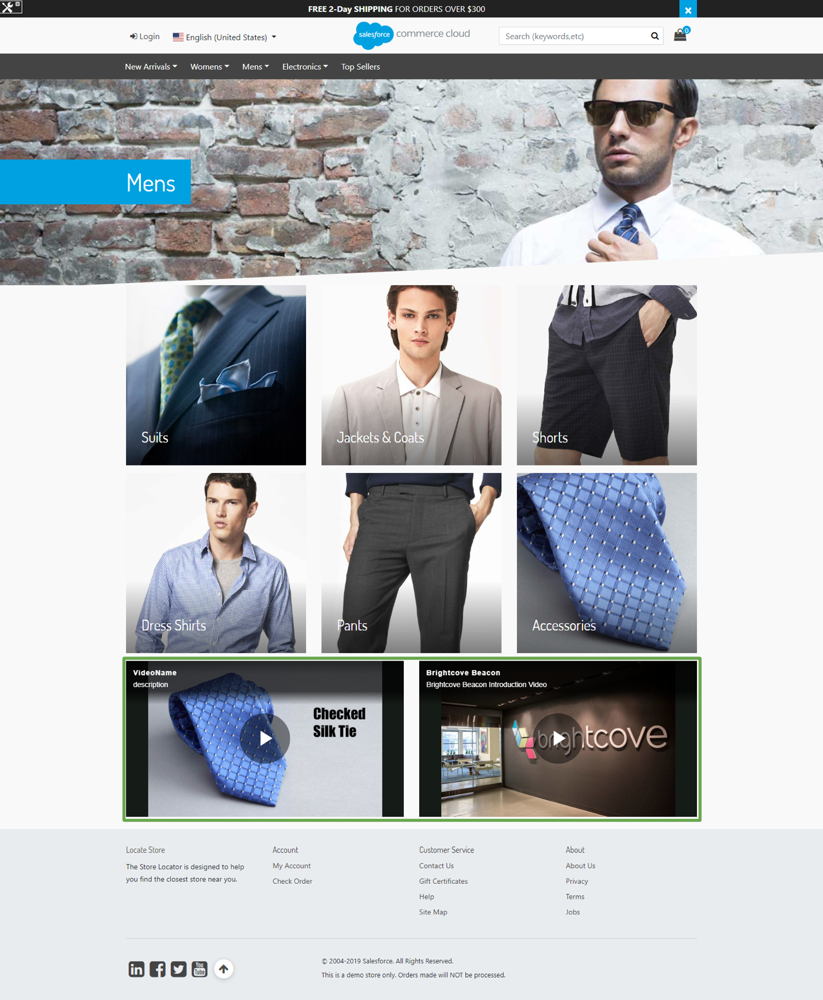 FREE 2-Day SHIPPING FOR ORDERS OVER $300
Login
English (United States)
salesforce commerce cloud
Search (keywords,etc)
0
New Arrivals
Womens
Mens
Electronics
Top Sellers
Mens
Suits
Jackets & Coats
Shorts
Dress Shirts
Pants
Accessories
VideoName
description
Checked
Silk Tie
Brightcove Beacon
Brightcove Beacon Introduction Video
brightcove
Locate Store
The Store Locator is designed to help
you find the closest store near you.
Account
My Account
Check Order
Customer Service
Contact Us
Gift Certificates
Help
Site Map
About
About Us
Privacy
Terms
Jobs
in
You
Tube
© 2004-2019 Salesforce. All Rights Reserved.
This is a demo store only. Orders made will NOT be processed.